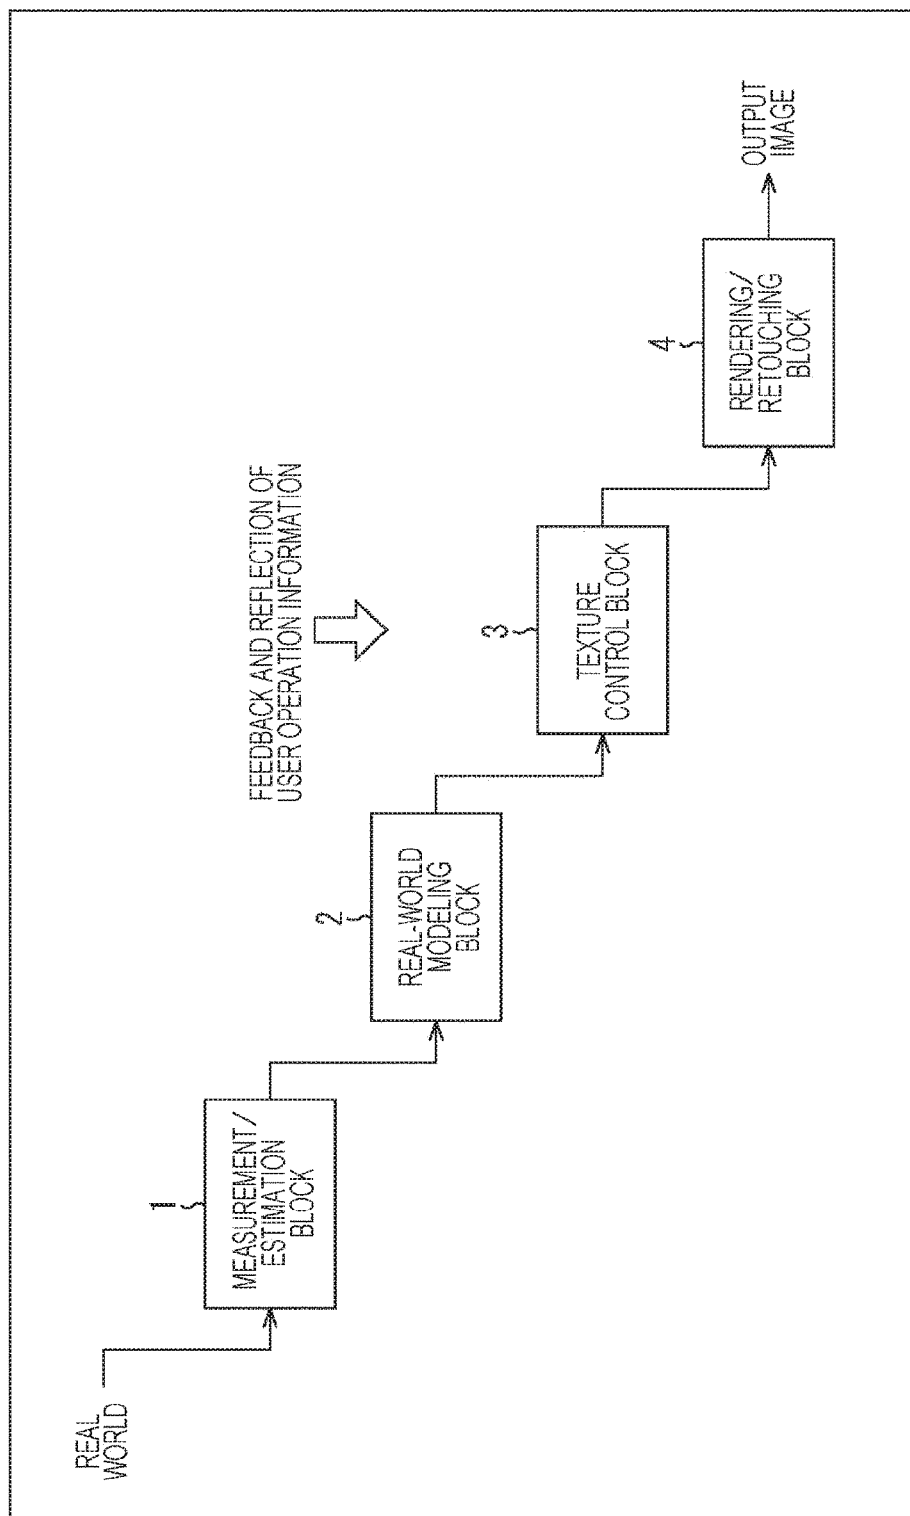 REAL
WORLD
1
MEASUREMENT/
ESTIMATION
BLOCK
2
REAL-WORLD
MODELING
BLOCK
FEEDBACK AND REFLECTION OF
USER OPERATION INFORMATION
3
TEXTURE
CONTROL BLOCK
4
RENDERING/
RETOUCHING
BLOCK
OUTPUT
IMAGE